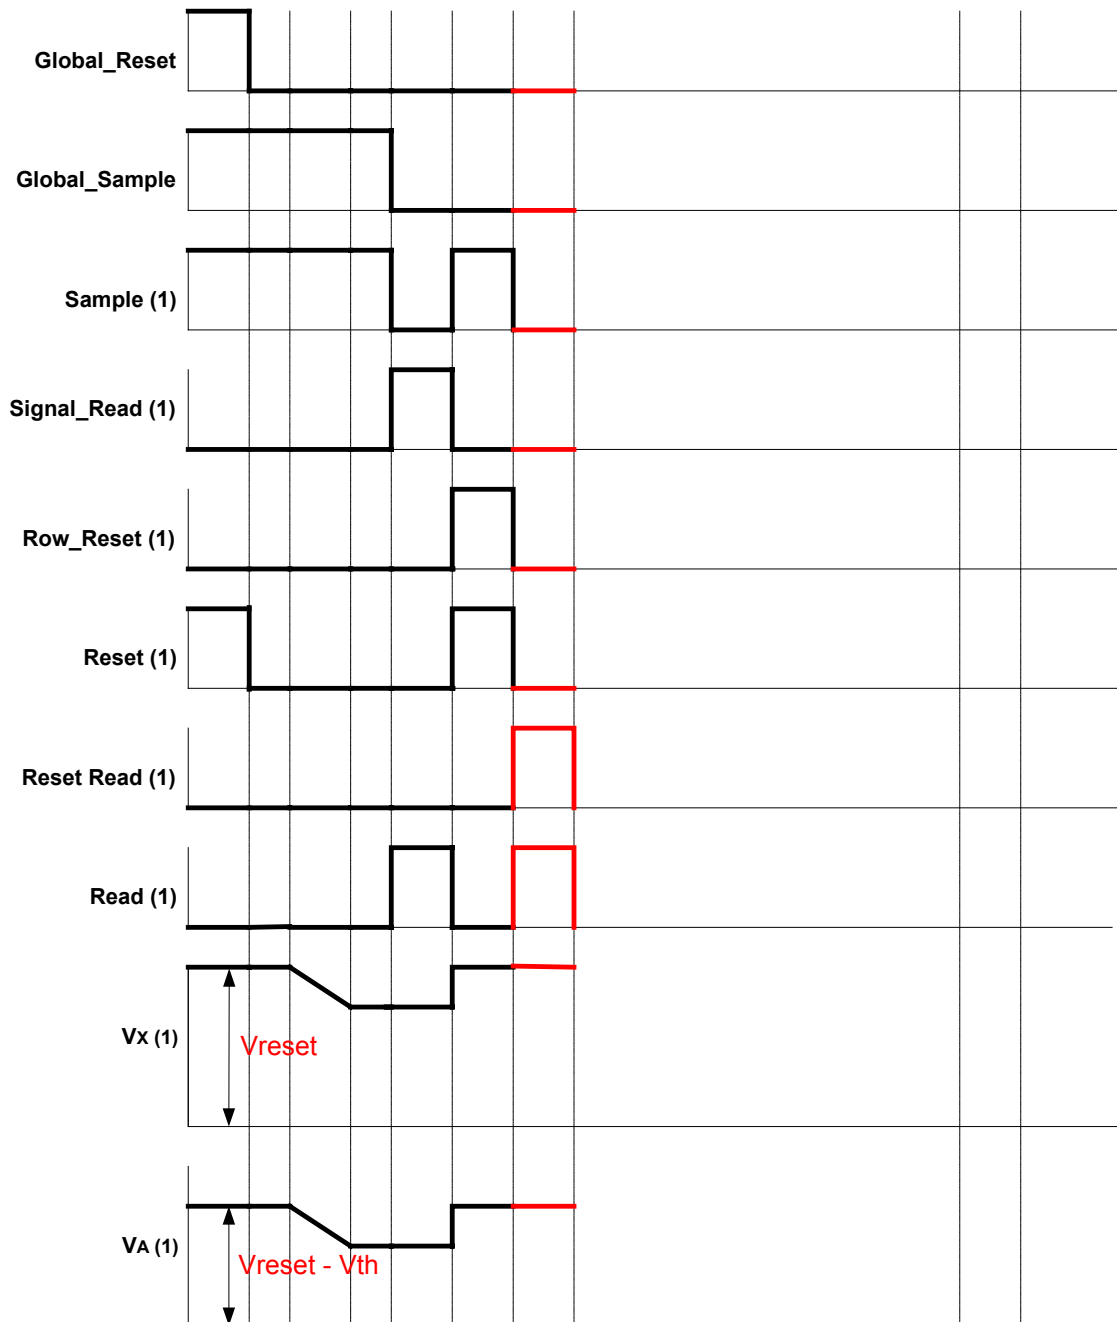 Global_Reset
Global_Sample
Sample (1)
Signal_Read (1)
Row_Reset (1)
Reset (1)
Reset Read (1)
Read (1)
Vx (1)
Vreset
VA (1)
Vreset - Vth